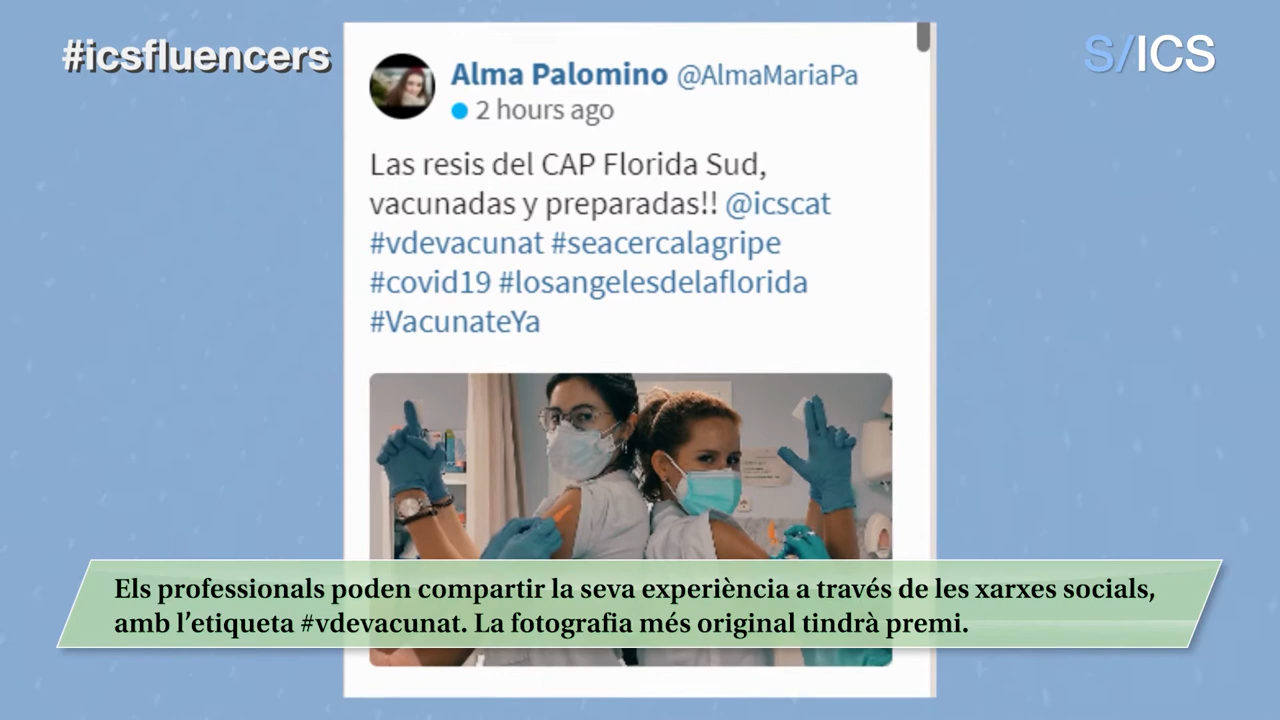 #icsfluencers
S/ICS
Alma Palomino @AlmaMariaPa
2 hours ago
Las resis del CAP Florida Sud,
vacunadas y preparadas!! @icscat
#vdevacunat #seacercalagripe
#covid19 #losangelesdelaflorida
#VacunateYa
Els professionals poden compartir la seva experiència a través de les xarxes socials,
amb l’etiqueta #vdevacunat. La fotografia més original tindrà premi.